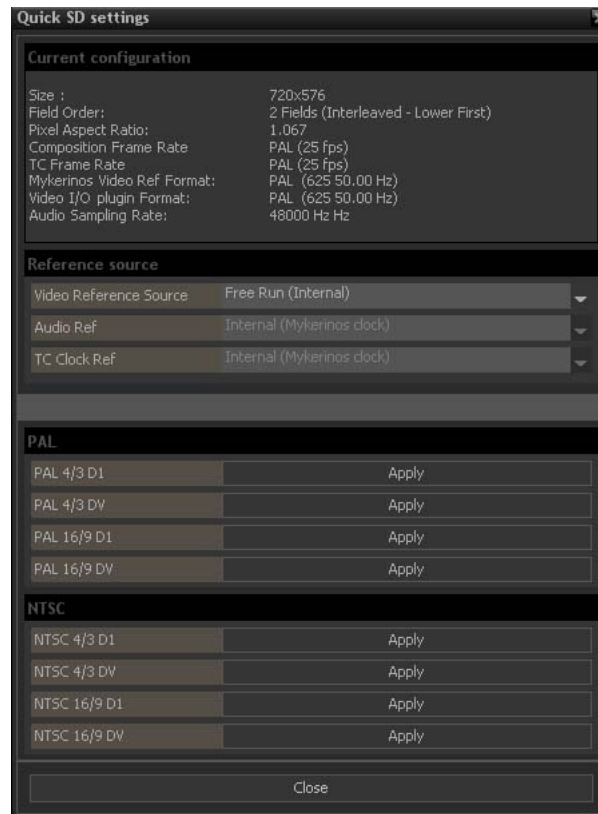 Quick SD settings
Current configuration
Size : 720x576
Field Order: 2 Fields (Interleaved - Lower First)
Pixel Aspect Ratio: 1.067
Composition Frame Rate PAL (25 fps)
TC Frame Rate PAL (25 fps)
Mykerinos Video Ref Format: PAL (625 50.00 Hz)
Video I/O plugin Format: PAL (625 50.00 Hz)
Audio Sampling Rate: 48000 Hz Hz
Reference source
Video Reference Source Free Run (Internal)
Audio Ref Internal (Mykerinos clock)
TC Clock Ref Internal (Mykerinos clock)
PAL
PAL 4/3 D1 Apply
PAL 4/3 DV Apply
PAL 16/9 D1 Apply
PAL 16/9 DV Apply
NTSC
NTSC 4/3 D1 Apply
NTSC 4/3 DV Apply
NTSC 16/9 D1 Apply
NTSC 16/9 DV Apply
Close